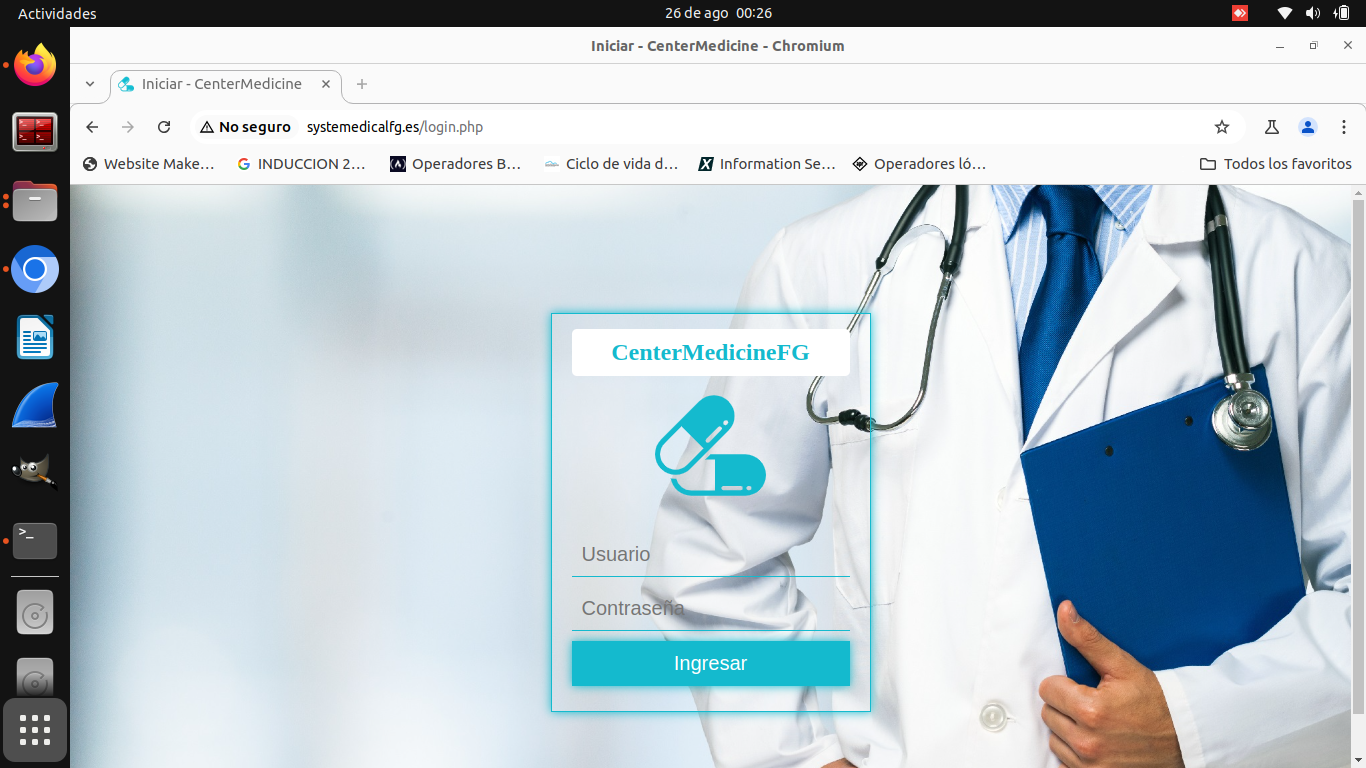 Actividades
26 de ago 00:26
Iniciar - CenterMedicine - Chromium
Iniciar - CenterMedicine
No seguro
systemedicalfg.es/login.php
Website Make…
INDUCCION 2…
Operadores B…
Ciclo de vida d…
Information Se…
Operadores ló…
Todos los favoritos
CenterMedicineFG
Usuario
Contraseña
Ingresar